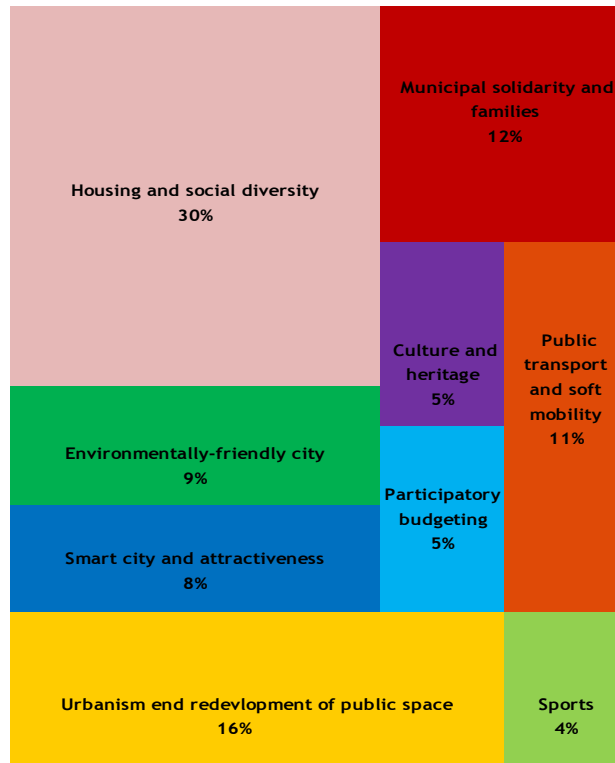 Municipal solidarity and
families
12%
Housing and social diversity
30%
Culture and
heritage
5%
Public
transport
and soft
mobility
11%
Environmentally-friendly city
9%
Participatory
budgeting
5%
Smart city and attractiveness
8%
Urbanism end redevlopment of public space
16%
Sports
4%